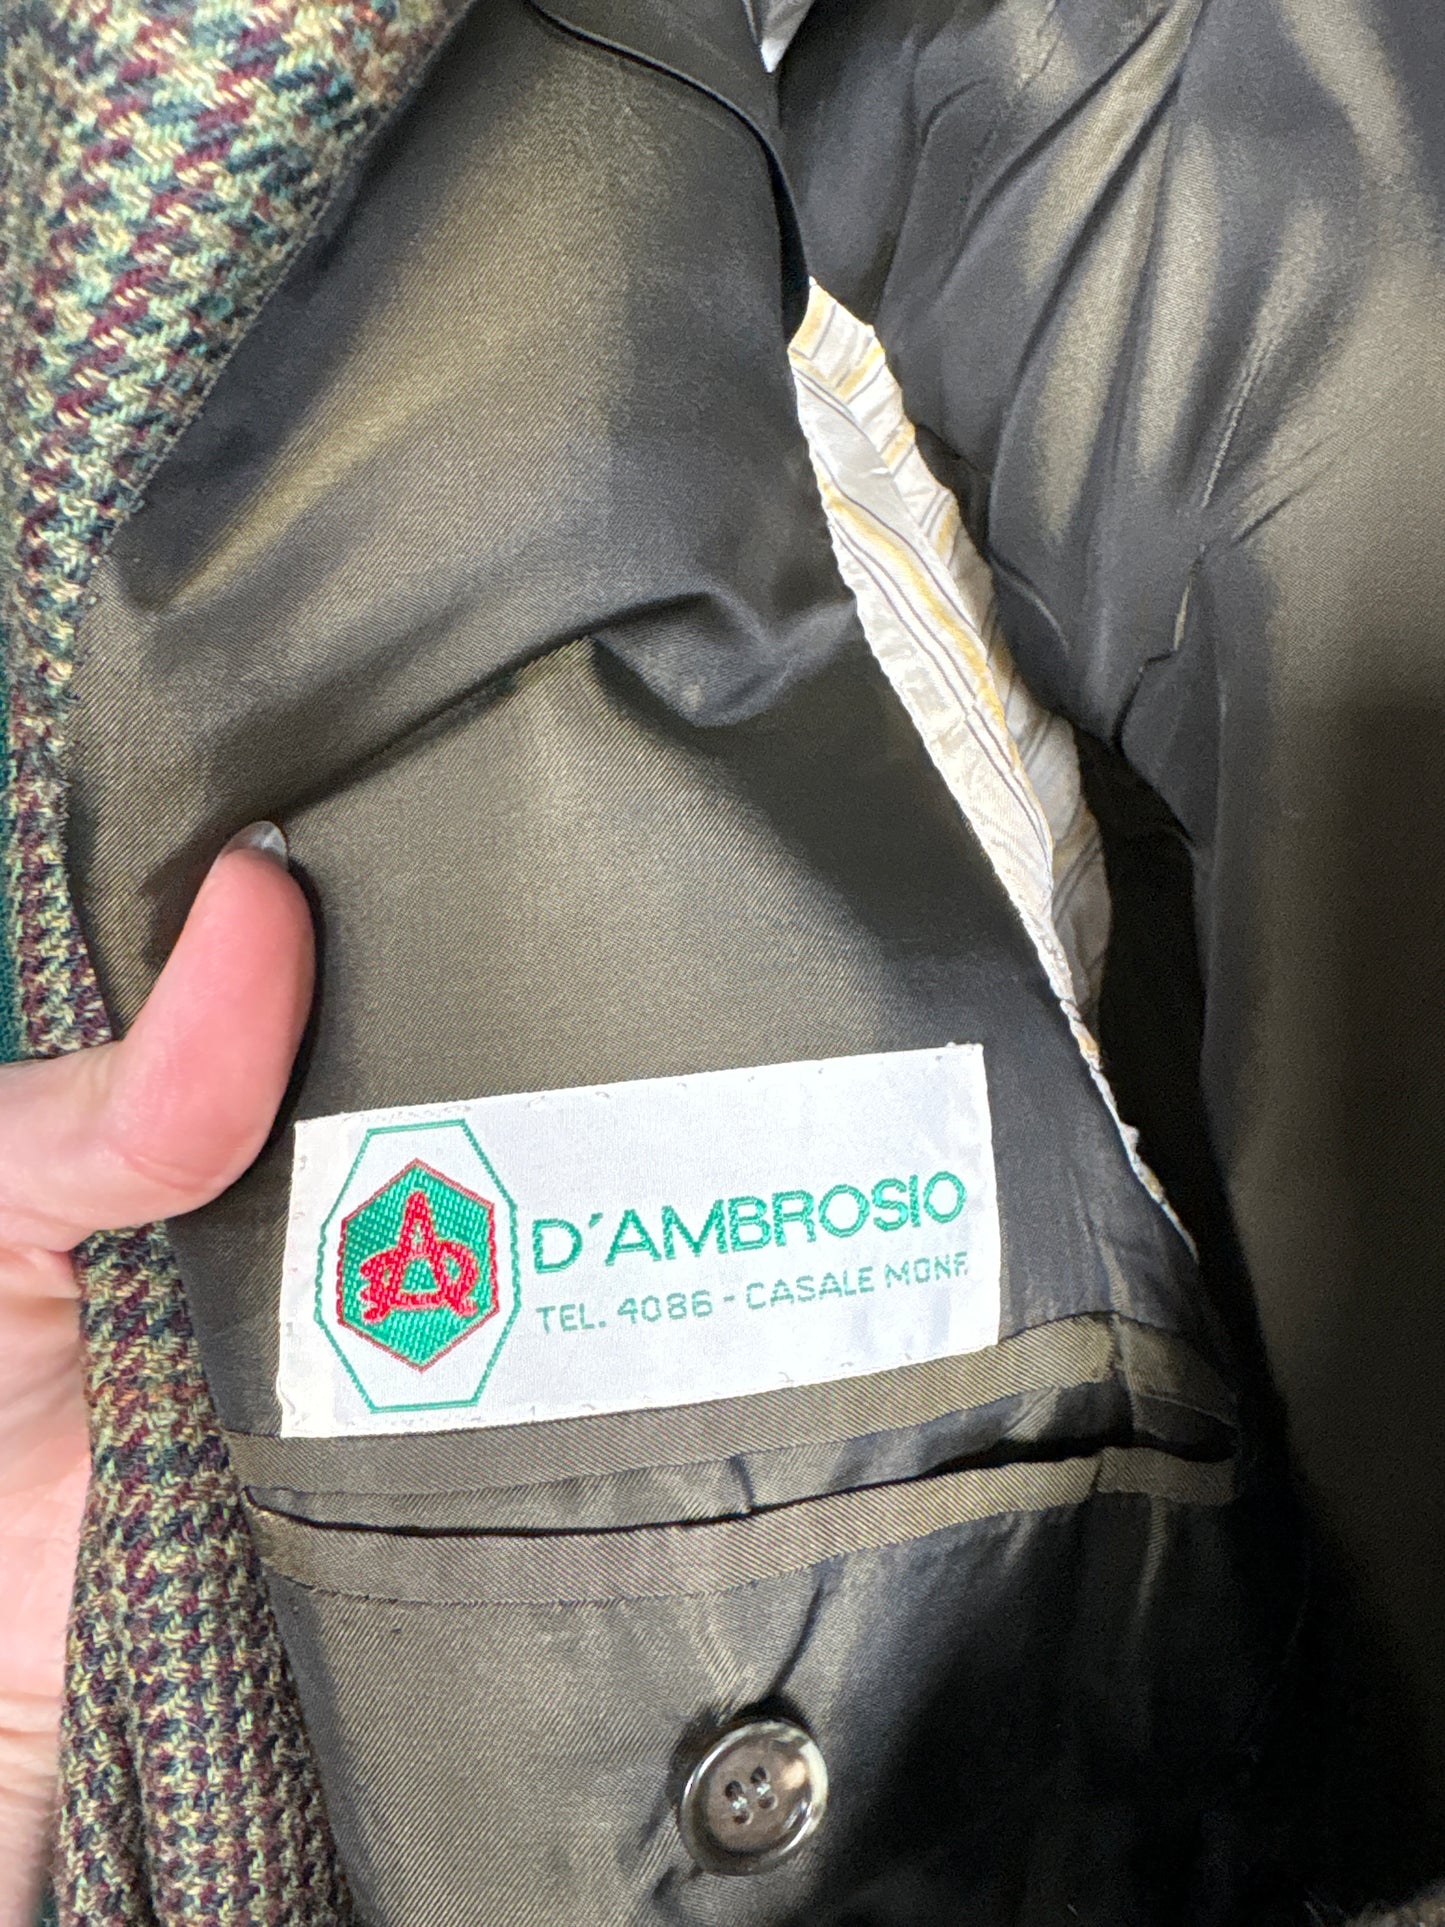 D´AMBROSIO
TEL. 4086 - CASALE MONF.